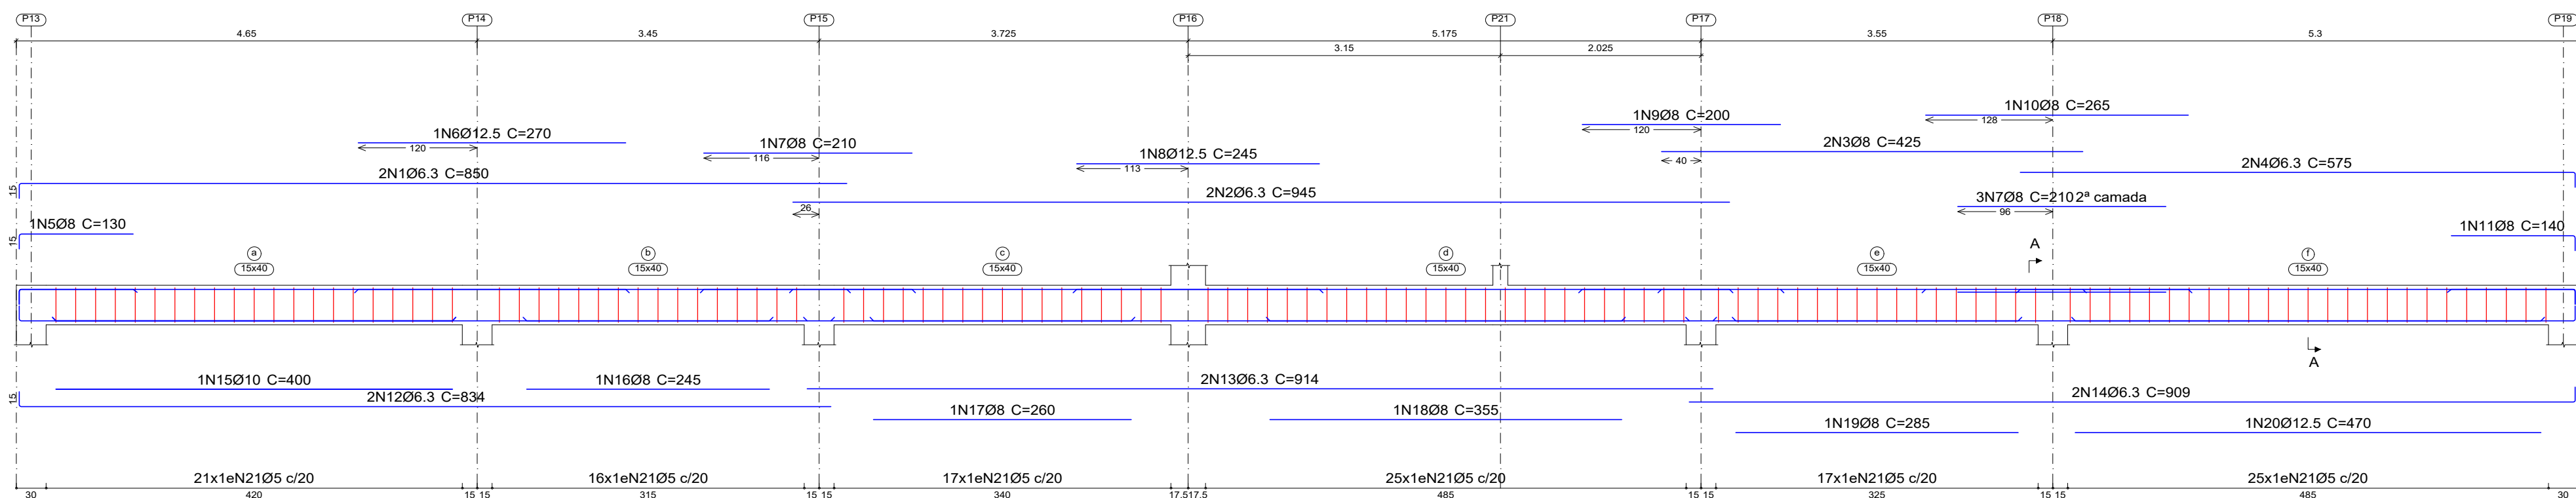 P13 P14 P15 P16 P21 P17 P18 P19
4.65 3.45 3.725 5.175 3.55 5.3
3.15 2.025
1N10Ø8 C=265
1N9Ø8 C=200
128
1N6Ø12.5 C=270
120
2N3Ø8 C=425
120
1N7Ø8 C=210
116
1N8Ø12.5 C=245
40
2N4Ø6.3 C=575
113
2N1Ø6.3 C=850
15
2N2Ø6.3 C=945
3N7Ø8 C=210 2ª camada
26
96
1N5Ø8 C=130
1N11Ø8 C=140
15
A
a b c d e f
15x40 15x40 15x40 15x40 15x40 15x40
A
1N15Ø10 C=400 1N16Ø8 C=245 2N13Ø6.3 C=914
15
2N12Ø6.3 C=834 2N14Ø6.3 C=909
1N17Ø8 C=260 1N18Ø8 C=355
1N19Ø8 C=285 1N20Ø12.5 C=470
21x1eN21Ø5 c/20 16x1eN21Ø5 c/20 17x1eN21Ø5 c/20 25x1eN21Ø5 c/20 17x1eN21Ø5 c/20 25x1eN21Ø5 c/20
30 420 15 15 315 15 15 340 17.5 17.5 485 15 15 325 15 15 485 30